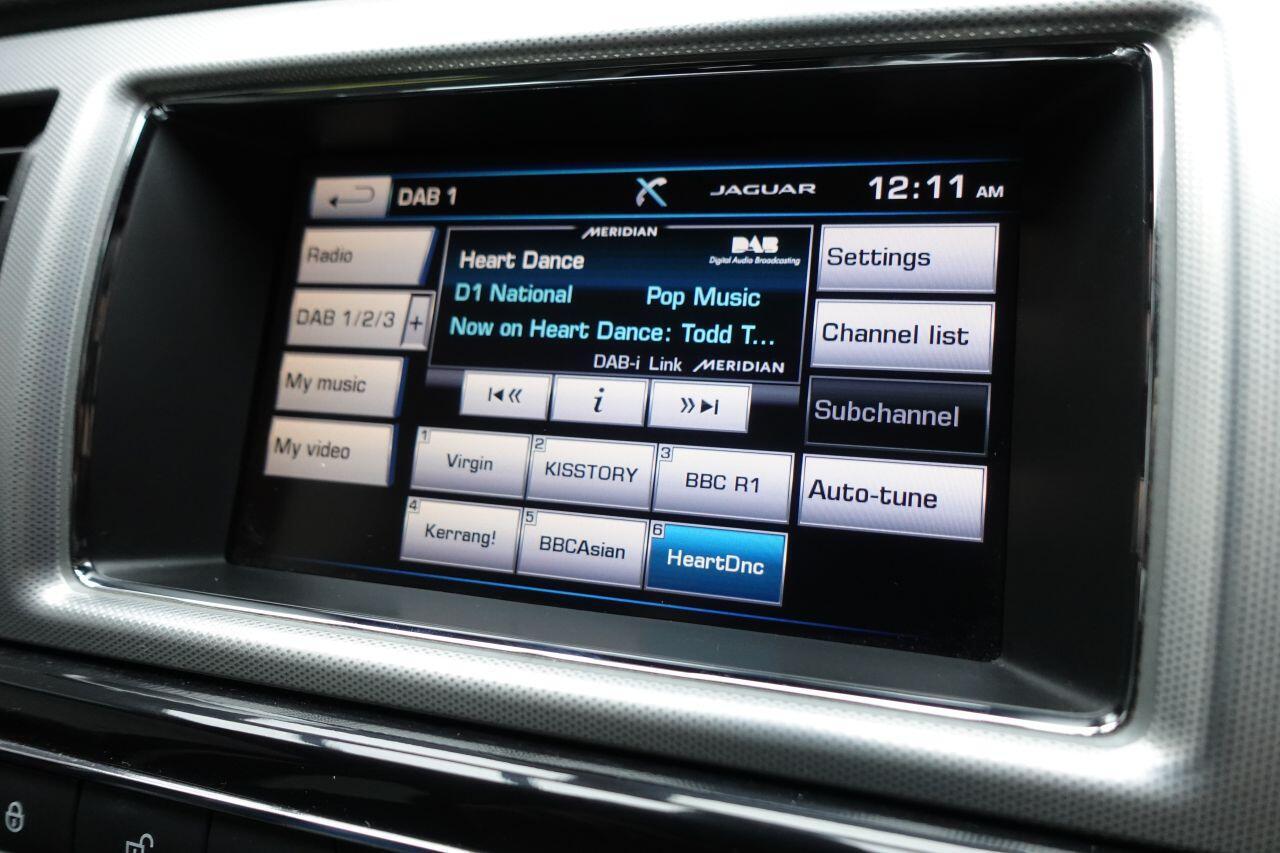 DAB 1
JAGUAR
12:11 AM
Radio
DAB 1/2/3 +
My music
My video
MERIDIAN
Heart Dance
DAB
Digital Audio Broadcasting
D1 National Pop Music
Now on Heart Dance: Todd T...
DAB-i Link MERIDIAN
i
1 Virgin
2 KISSTORY
3 BBC R1
4 Kerrang!
5 BBCAsian
6 HeartDnc
Settings
Channel list
Subchannel
Auto-tune